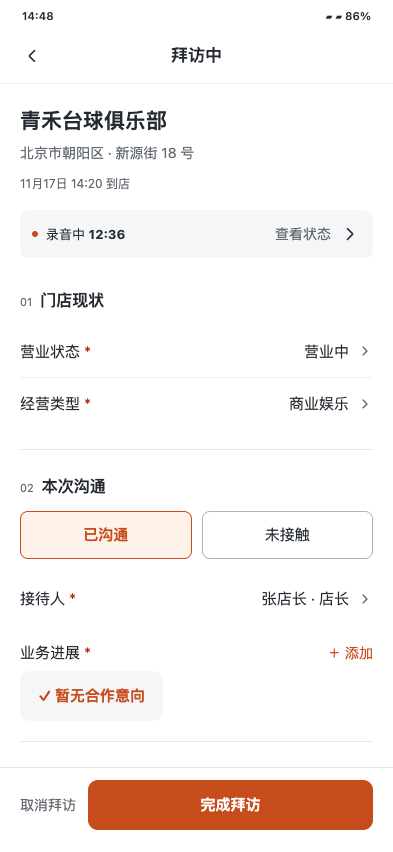 14:48 86%
拜访中
青禾台球俱乐部
北京市朝阳区 · 新源街 18 号
11月17日 14:20 到店
录音中 12:36 查看状态
01 门店现状
营业状态 * 营业中
经营类型 * 商业娱乐
02 本次沟通
已沟通 未接触
接待人 * 张店长 · 店长
业务进展 * + 添加
暂无合作意向
取消拜访 完成拜访